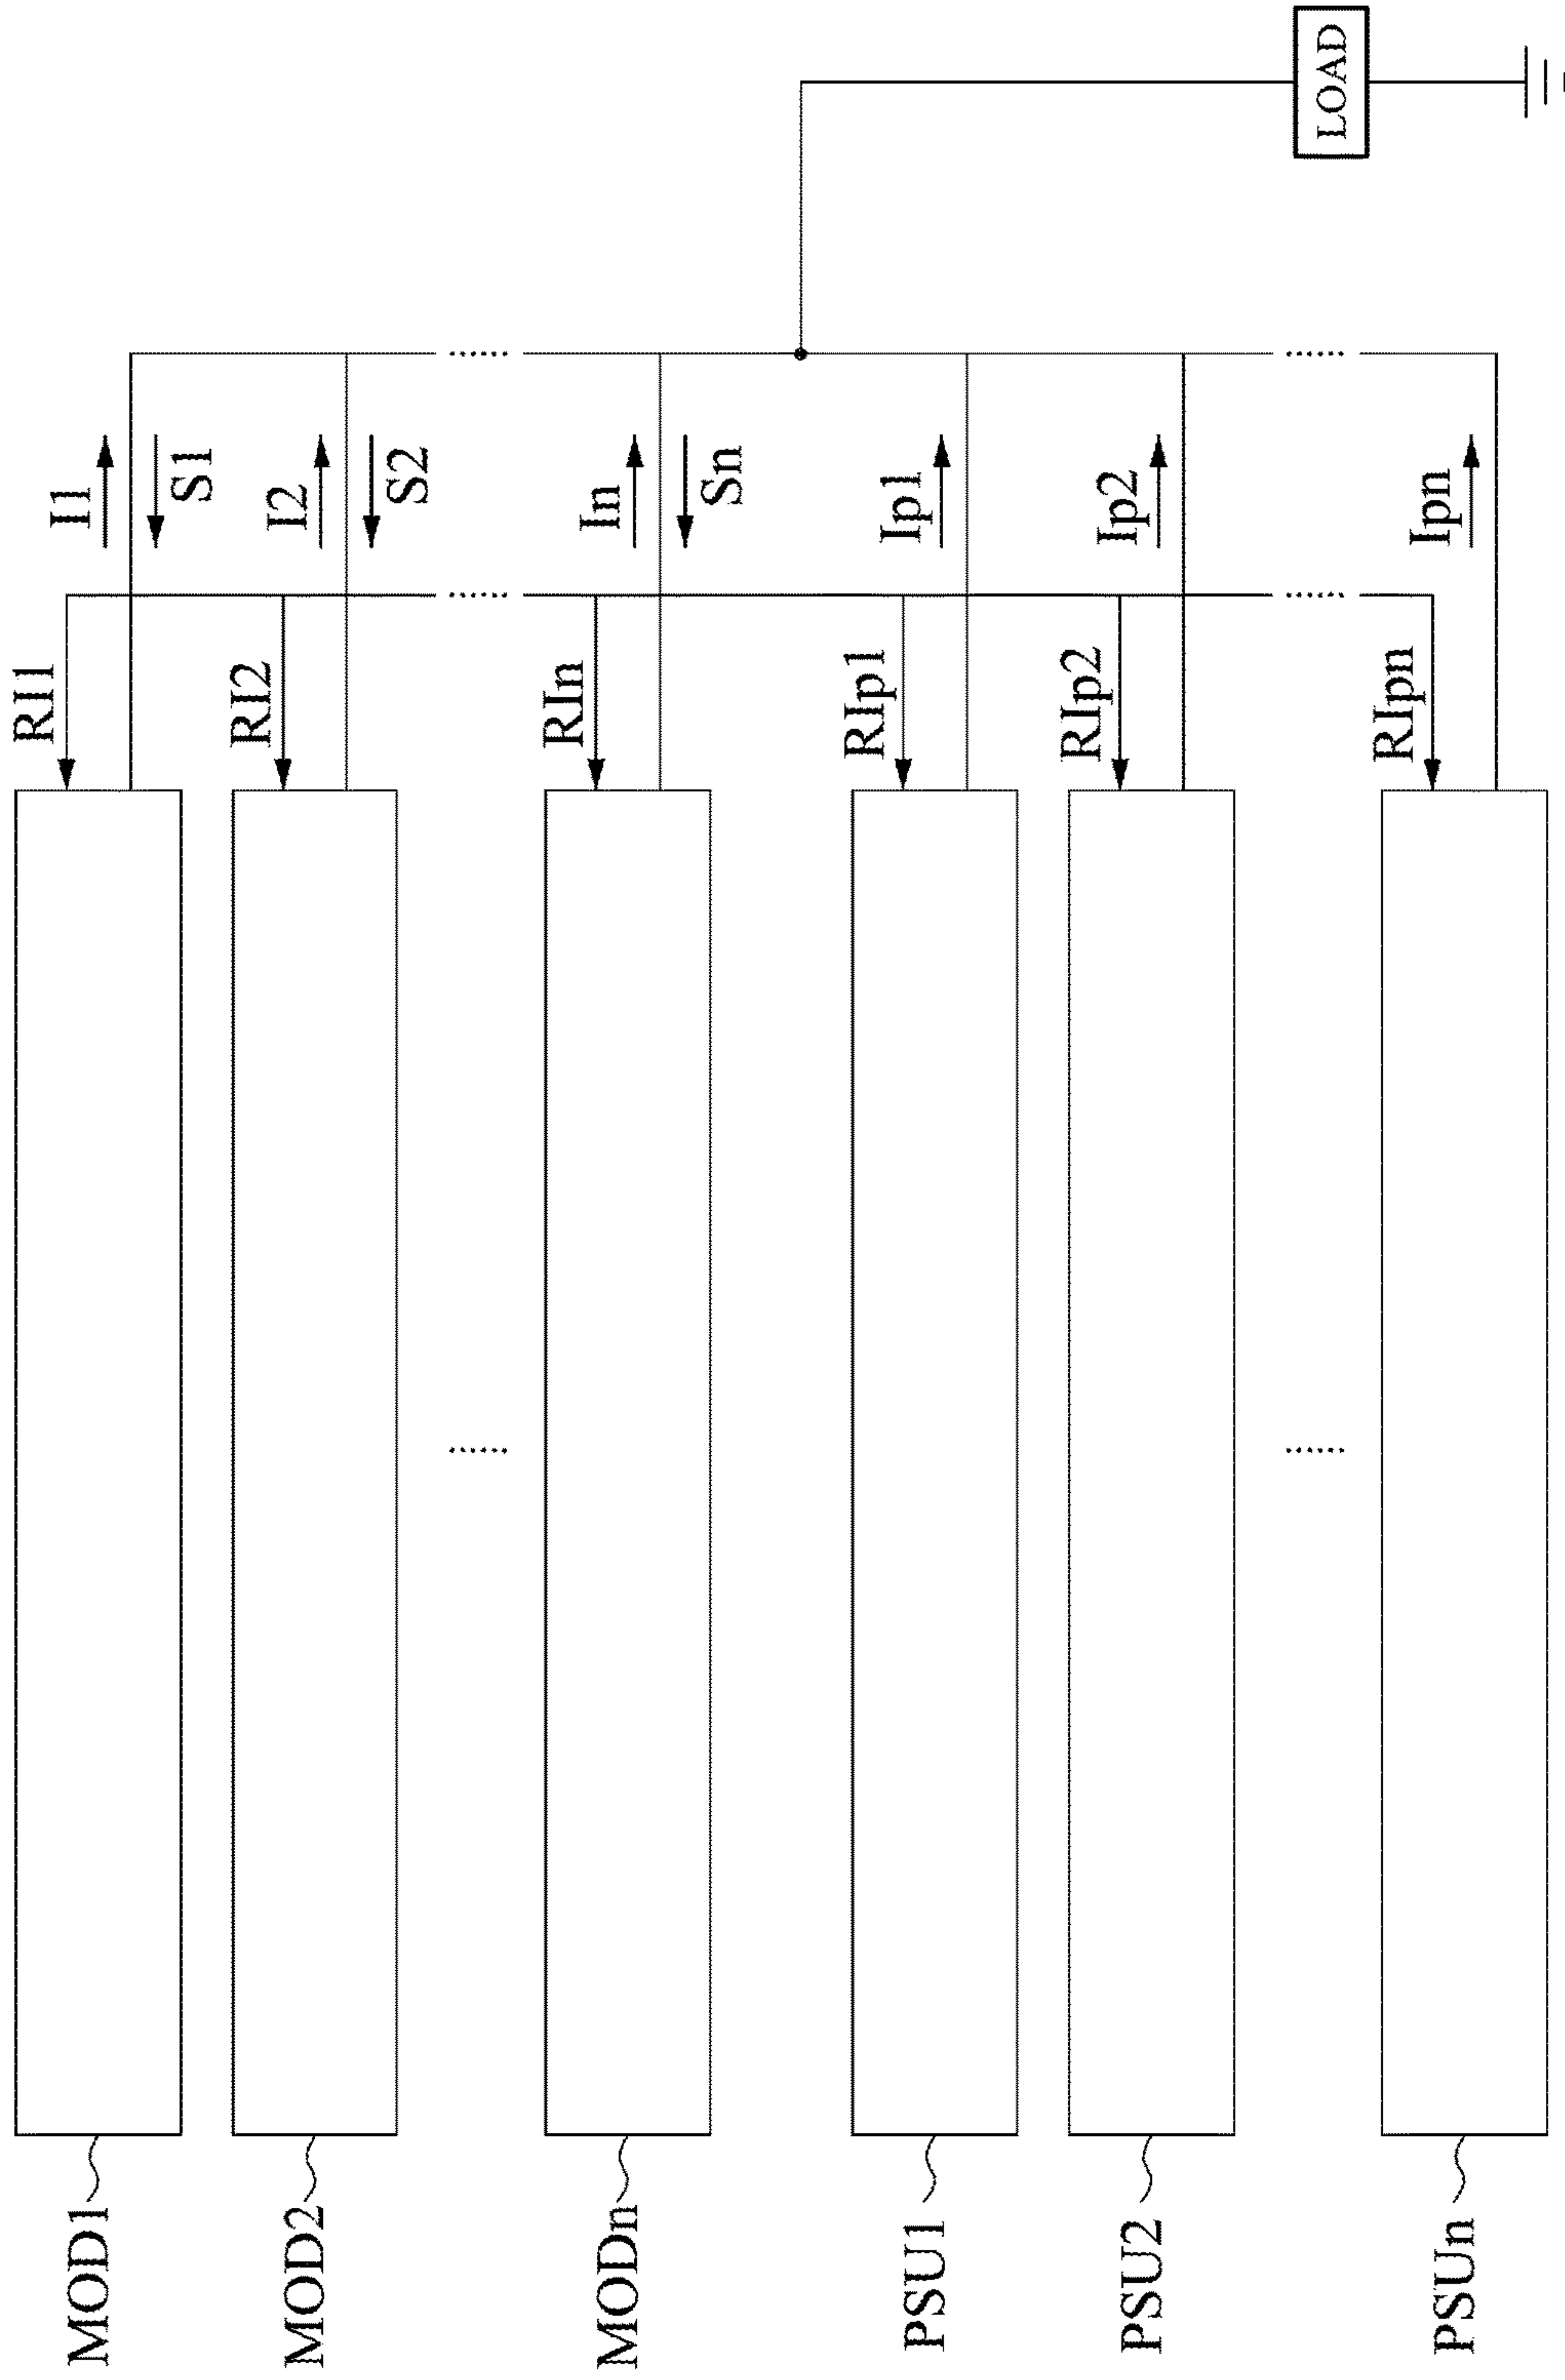 MOD1
RI1
I1
S1
MOD2
RI2
I2
S2
MODn
RIn
In
Sn
PSU1
RIp1
Ip1
PSU2
RIp2
Ip2
PSUn
RIpn
Ipn
LOAD